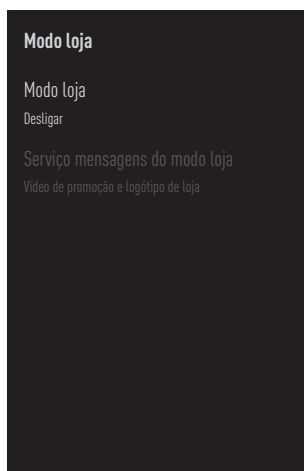 Modo loja
Modo loja
Desligar
Serviço mensagens do modo loja
Vídeo de promoção e logótipo de loja